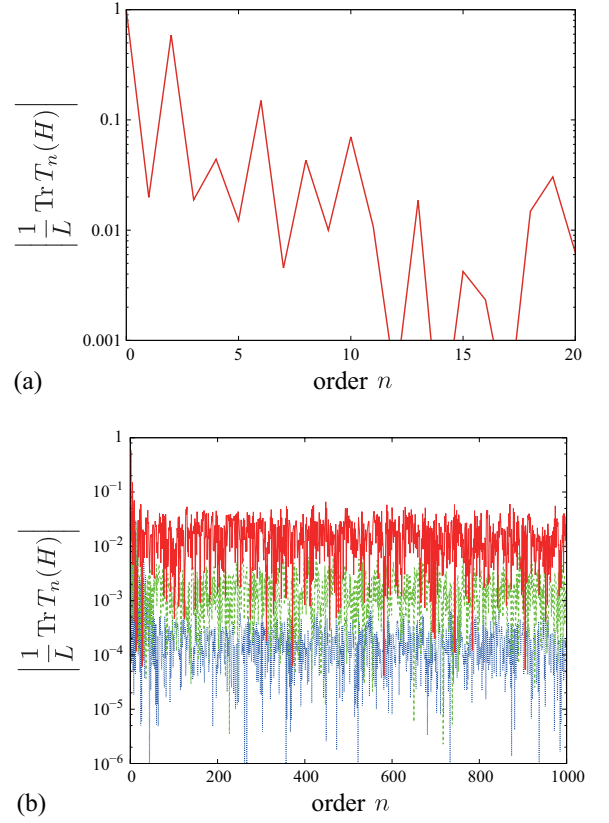 1
0.1
0.01
0.001
0 5 10 15 20
| 1/L Tr T_n(H) |
order n
(a)
1
10^{-1}
10^{-2}
10^{-3}
10^{-4}
10^{-5}
10^{-6}
0 200 400 600 800 1000
| 1/L Tr T_n(H) |
order n
(b)